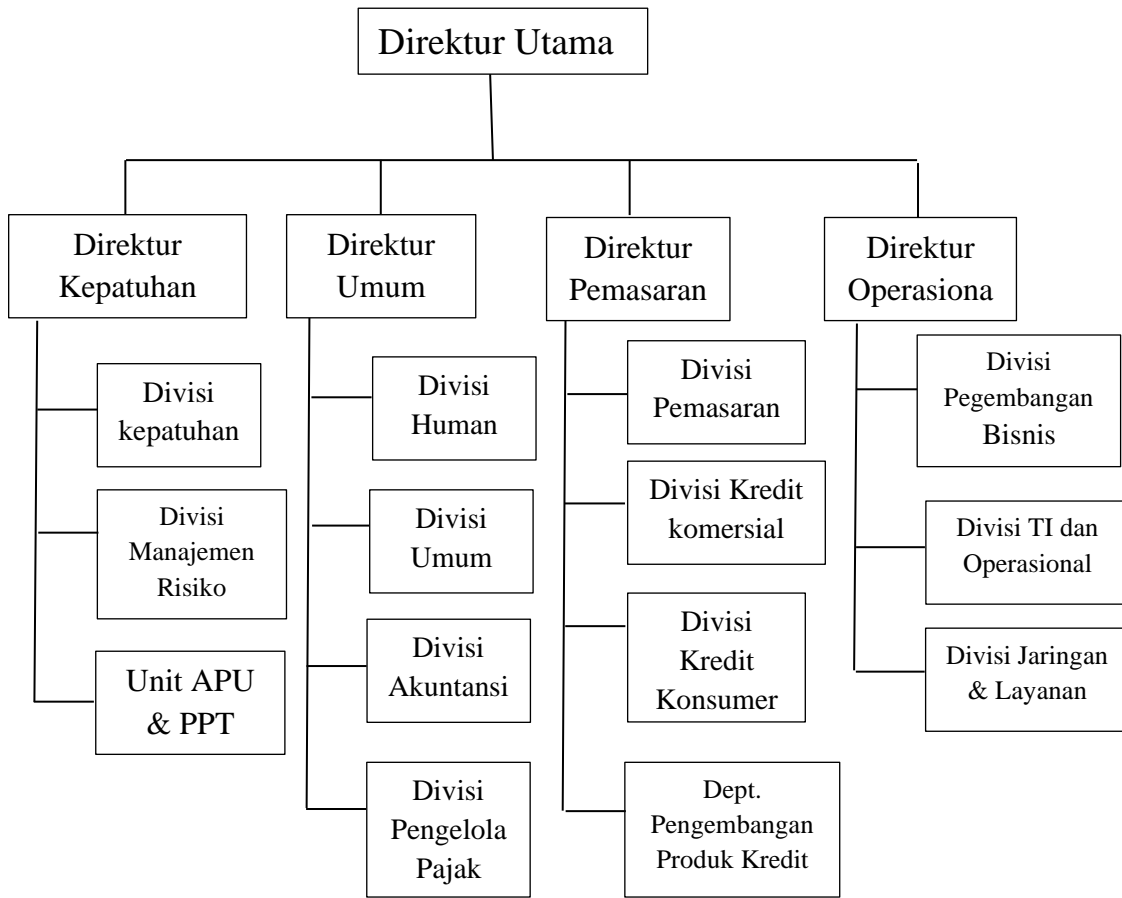 Direktur Utama
Direktur
Kepatuhan
Direktur
Umum
Direktur
Pemasaran
Direktur
Operasiona
Divisi
kepatuhan
Divisi
Manajemen
Risiko
Unit APU
& PPT
Divisi
Human
Divisi
Umum
Divisi
Akuntansi
Divisi
Pengelola
Pajak
Divisi
Pemasaran
Divisi Kredit
komersial
Divisi
Kredit
Konsumer
Dept.
Pengembangan
Produk Kredit
Divisi
Pegembangan
Bisnis
Divisi TI dan
Operasional
Divisi Jaringan
& Layanan